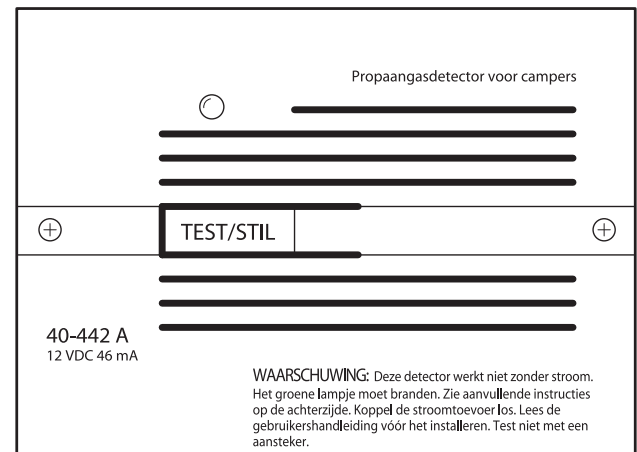 Propaangasdetector voor campers
TEST/STIL
40-442 A
12 VDC 46 mA
WAARSCHUWING: Deze detector werkt niet zonder stroom.
Het groene lampje moet branden. Zie aanvullende instructies
op de achterzijde. Koppel de stroomtoevoer los. Lees de
gebruikershandleiding vóór het installeren. Test niet met een
aansteker.